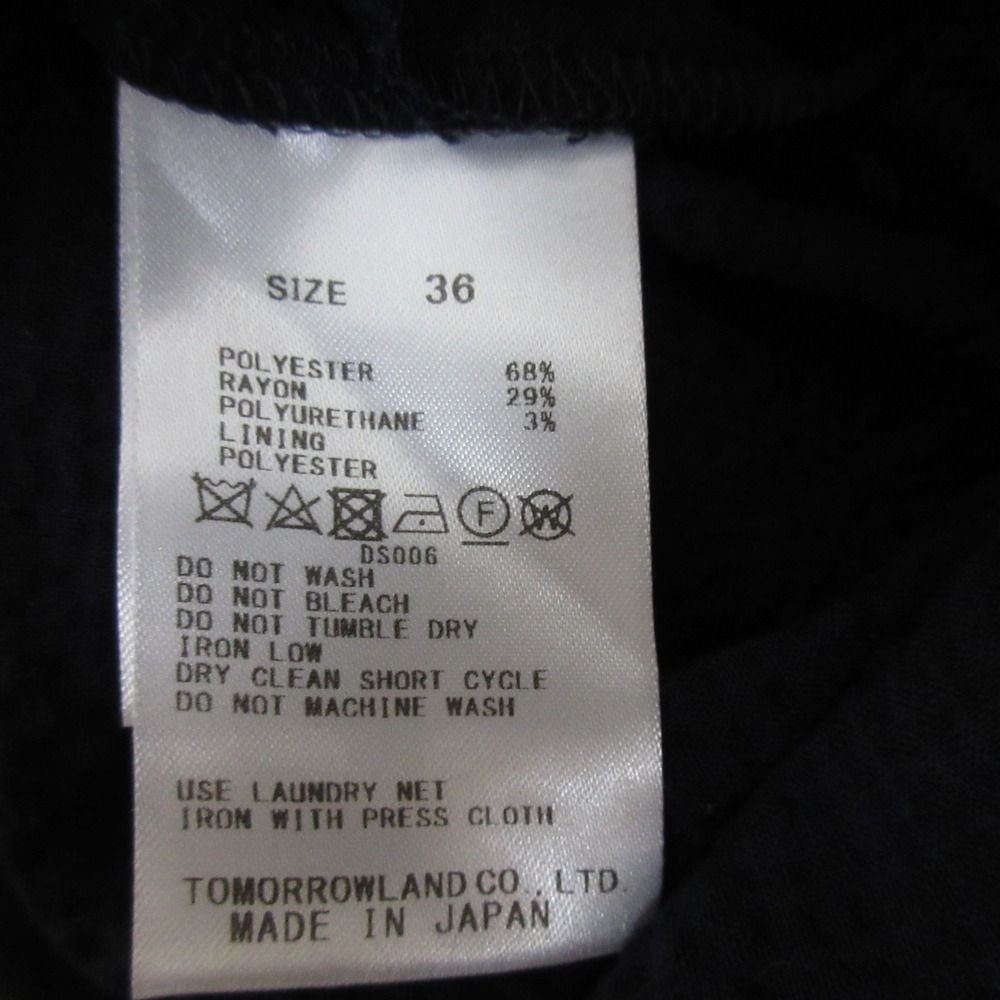 SIZE 36
POLYESTER 68%
RAYON 29%
POLYURETHANE 3%
LINING
POLYESTER
F W
DS006
DO NOT WASH
DO NOT BLEACH
DO NOT TUMBLE DRY
IRON LOW
DRY CLEAN SHORT CYCLE
DO NOT MACHINE WASH
USE LAUNDRY NET
IRON WITH PRESS CLOTH
TOMORROWLAND CO., LTD.
MADE IN JAPAN